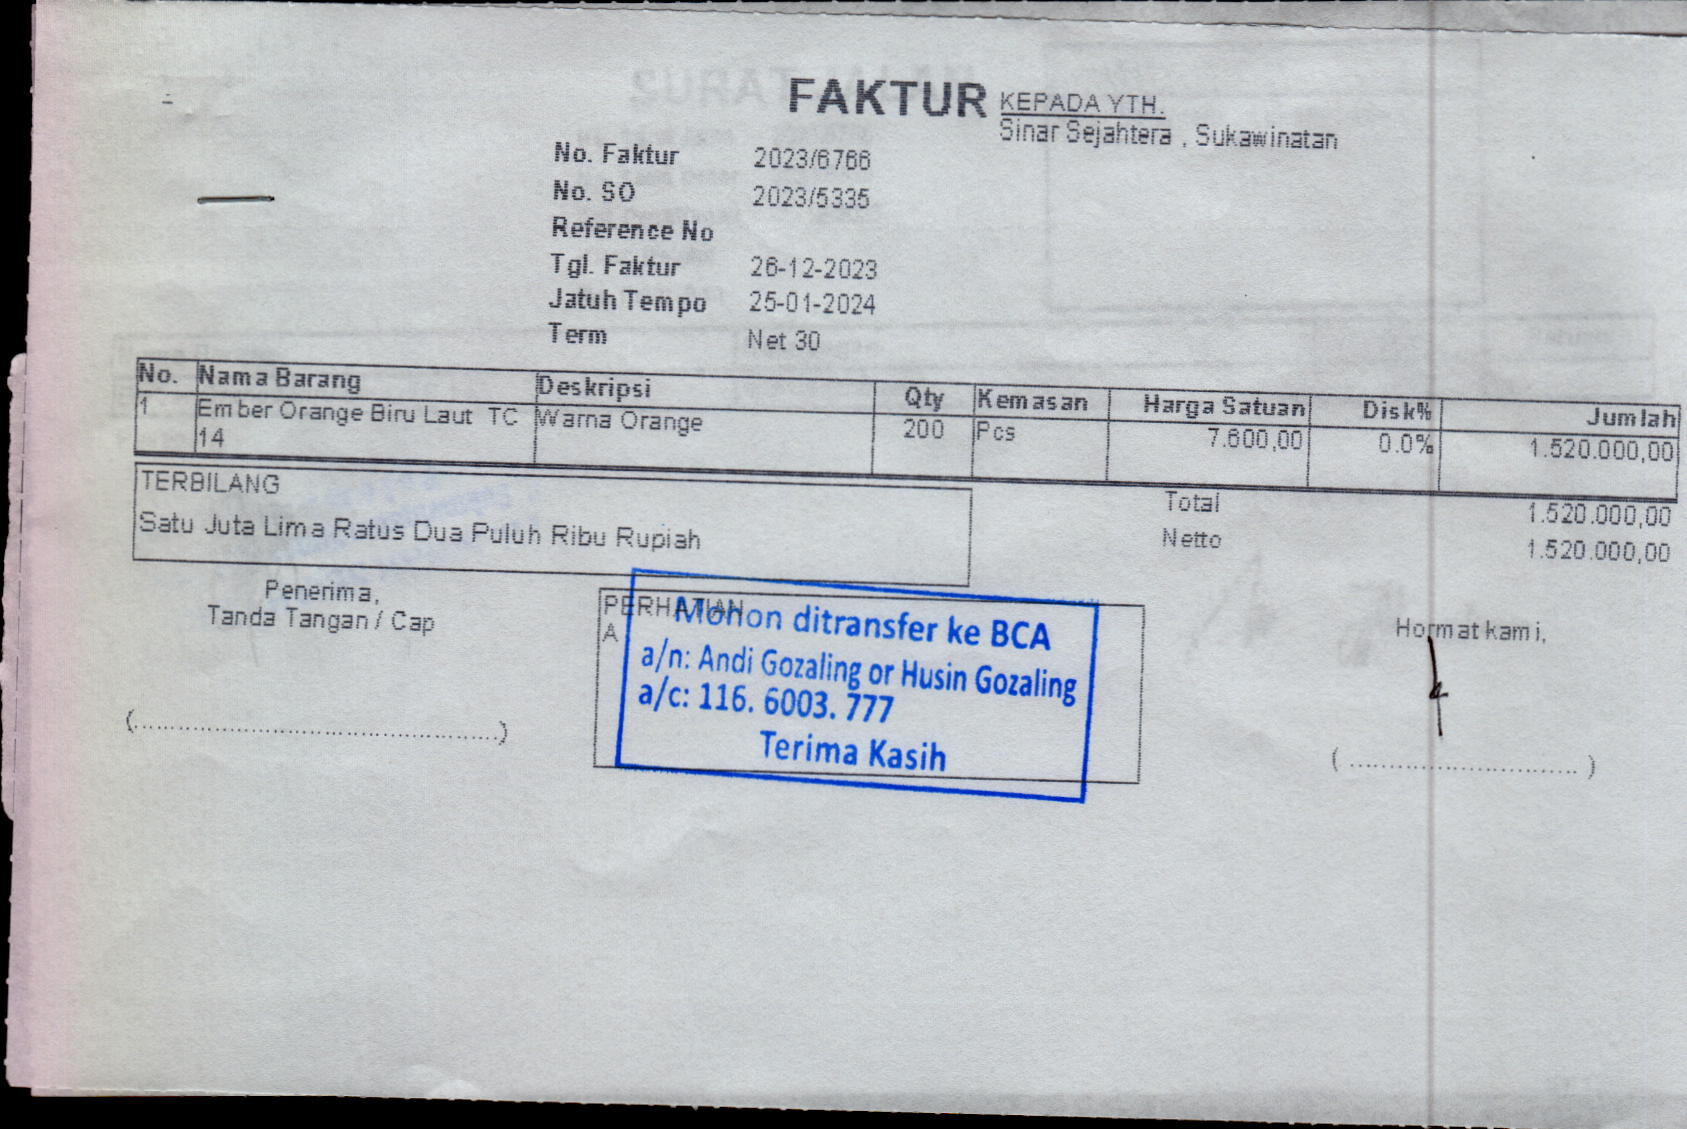 FAKTUR
KEPADA YTH.
Sinar Sejahtera , Sukawinatan
No. Faktur 2023/6766
No. SO 2023/5335
Reference No
Tgl. Faktur 26-12-2023
Jatuh Tempo 25-01-2024
Term Net 30
No. Nama Barang Deskripsi Qty Kemasan Harga Satuan Disk% Jumlah
1 Ember Orange Biru Laut TC Warna Orange 200 Pcs 7.600,00 0.0% 1.520.000,00
14
TERBILANG
Satu Juta Lima Ratus Dua Puluh Ribu Rupiah
Total 1.520.000,00
Netto 1.520.000,00
Penerima,
Tanda Tangan / Cap
(......................................................)
PERHATIAN
A
Mohon ditransfer ke BCA
a/n: Andi Gozaling or Husin Gozaling
a/c: 116. 6003. 777
Terima Kasih
Hormat kami,
( .................................. )